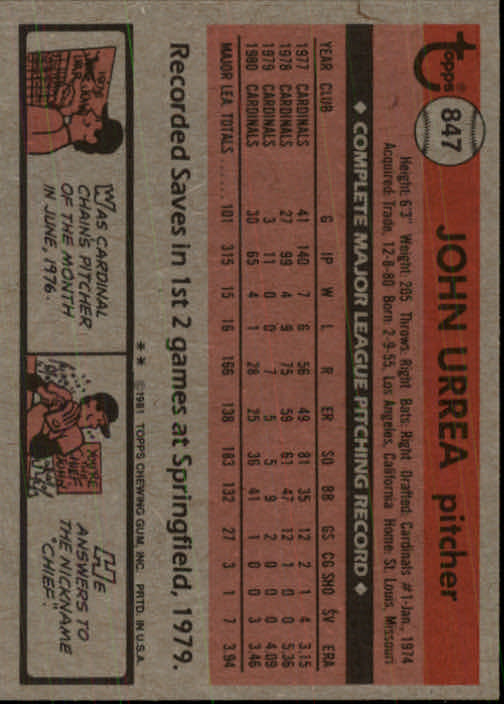 topps
847
JOHN URREA pitcher
Height: 6'3" Weight: 205 Throws: Right Bats: Right Drafted: Cardinals #1-Jan., 1974
Acquired: Trade, 12-8-80 Born: 2-9-55, Los Angeles, California Home: St. Louis, Missouri
◆ COMPLETE MAJOR LEAGUE PITCHING RECORD ◆
YEAR CLUB G IP W L R ER SO BB GS CG SHO SV ERA
1977 CARDINALS 41 140 7 6 56 49 81 35 12 2 1 4 3.15
1978 CARDINALS 27 99 4 9 75 59 61 47 12 1 0 0 5.36
1979 CARDINALS 3 11 0 0 7 5 5 9 2 0 0 0 4.09
1980 CARDINALS 30 65 4 1 28 25 36 41 1 0 0 3 3.46
MAJOR LEA. TOTALS ...... 101 315 15 16 166 138 183 132 27 3 1 7 3.94
Recorded Saves in 1st 2 games at Springfield, 1979.
** ©1981 TOPPS CHEWING GUM, INC. PRTD. IN U.S.A.
1976
JUNE
WAS CARDINAL
CHAIN'S PITCHER
OF THE MONTH
IN JUNE, 1976.
CHIEF
JOHN
HE
ANSWERS TO
THE NICKNAME
"CHIEF."